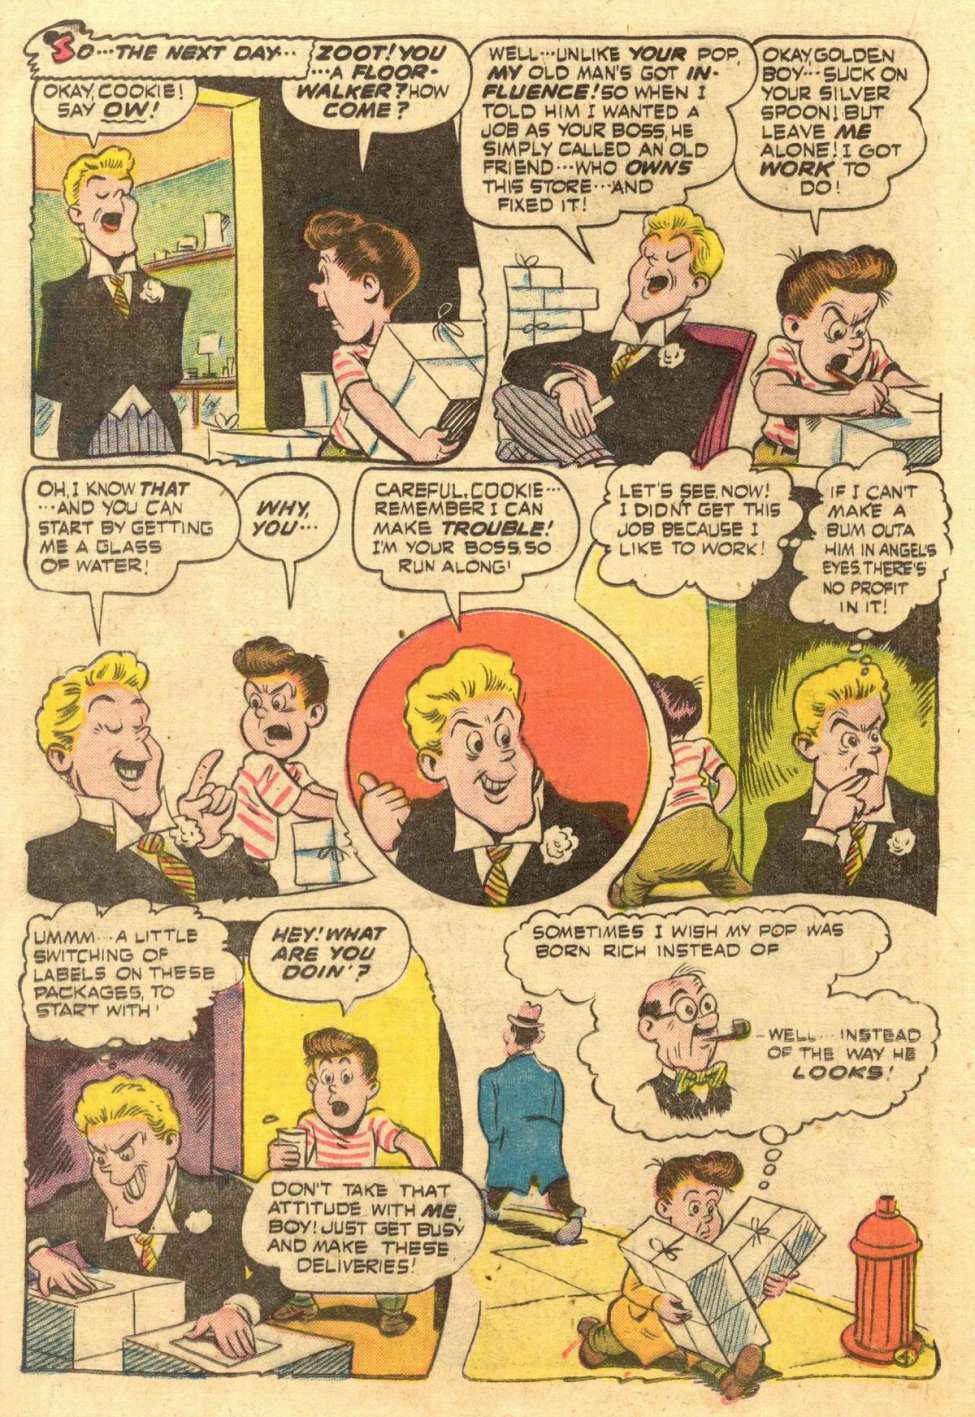 SO...THE NEXT DAY...
OKAY, COOKIE!
SAY OW!
ZOOT! YOU
...A FLOOR-
WALKER? HOW
COME?
WELL...UNLIKE YOUR POP,
MY OLD MAN'S GOT IN-
FLUENCE! SO WHEN I
TOLD HIM I WANTED A
JOB AS YOUR BOSS, HE
SIMPLY CALLED AN OLD
FRIEND...WHO OWNS
THIS STORE...AND
FIXED IT!
OKAY, GOLDEN
BOY...SUCK ON
YOUR SILVER
SPOON! BUT
LEAVE ME
ALONE! I GOT
WORK TO
DO!
OH, I KNOW THAT
...AND YOU CAN
START BY GETTING
ME A GLASS
OF WATER!
WHY,
YOU...
CAREFUL, COOKIE...
REMEMBER I CAN
MAKE TROUBLE!
I'M YOUR BOSS, SO
RUN ALONG!
LET'S SEE, NOW!
I DIDN'T GET THIS
JOB BECAUSE I
LIKE TO WORK!
IF I CAN'T
MAKE A
BUM OUTA
HIM IN ANGEL'S
EYES, THERE'S
NO PROFIT
IN IT!
UMMM...A LITTLE
SWITCHING OF
LABELS ON THESE
PACKAGES, TO
START WITH!
HEY! WHAT
ARE YOU
DOIN'?
DON'T TAKE THAT
ATTITUDE WITH ME,
BOY! JUST GET BUSY
AND MAKE THESE
DELIVERIES!
SOMETIMES I WISH MY POP WAS
BORN RICH INSTEAD OF
-WELL...INSTEAD
OF THE WAY HE
LOOKS!
4